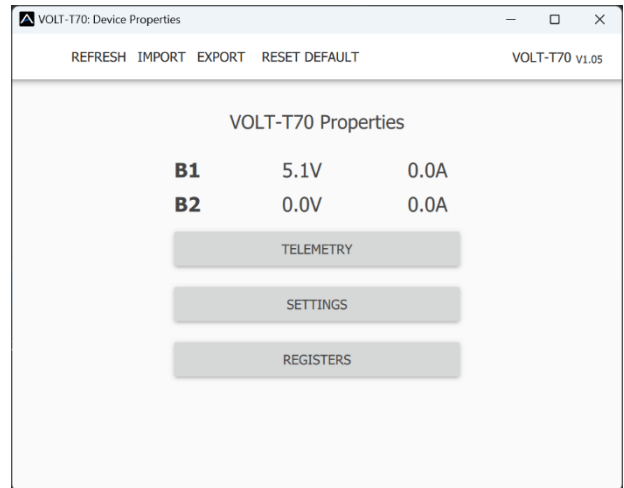 VOLT-T70: Device Properties
REFRESH IMPORT EXPORT RESET DEFAULT VOLT-T70 V1.05
VOLT-T70 Properties
B1 5.1V 0.0A
B2 0.0V 0.0A
TELEMETRY
SETTINGS
REGISTERS